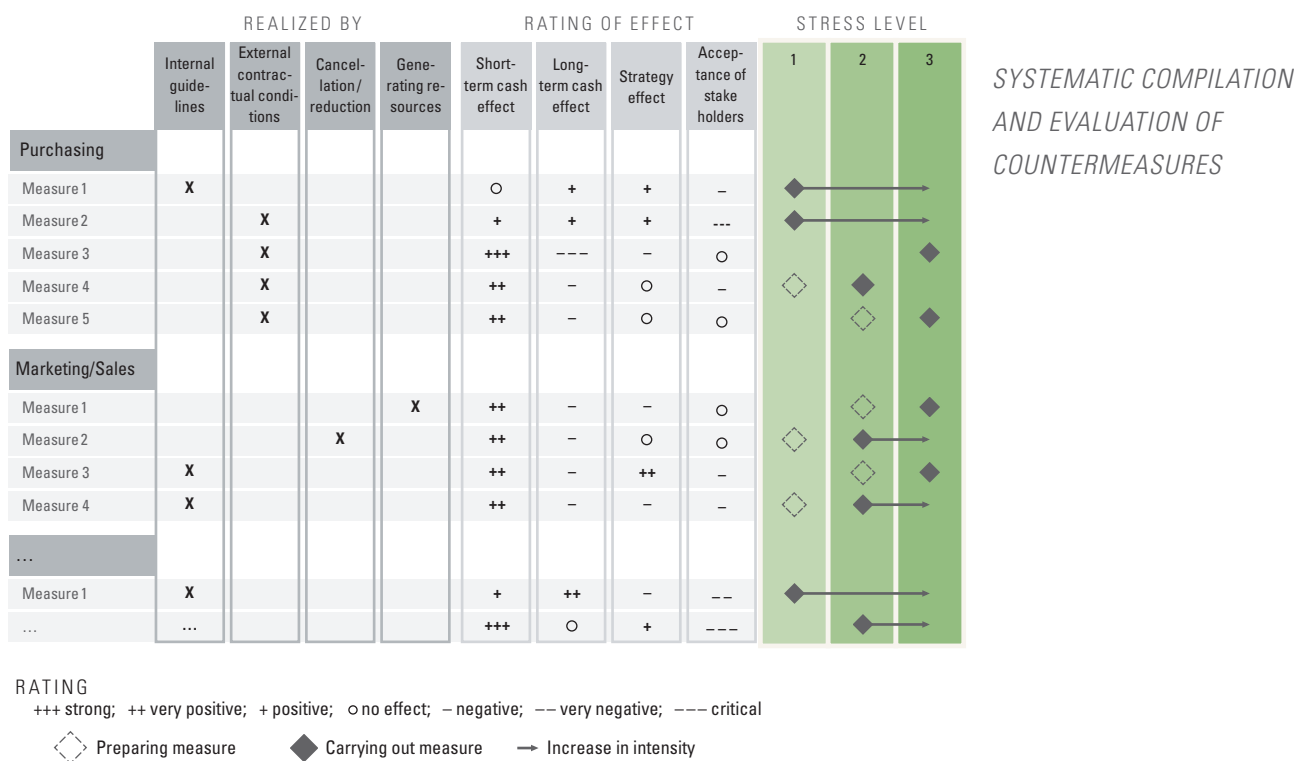 REALIZED BY RATING OF EFFECT STRESS LEVEL
Internal guide- lines External contrac- tual condi- tions Cancel- lation/ reduction Gene- rating re- sources Short- term cash effect Long- term cash effect Strategy effect Accep- tance of stake holders 1 2 3
SYSTEMATIC COMPILATION
AND EVALUATION OF
COUNTERMEASURES
Purchasing
Measure 1 X o + + –
Measure 2 X + + + ---
Measure 3 X +++ ––– – o
Measure 4 X ++ – o –
Measure 5 X ++ – o o
Marketing/Sales
Measure 1 X ++ – – o
Measure 2 X ++ – o o
Measure 3 X ++ – ++ –
Measure 4 X ++ – – –
...
Measure 1 X + ++ – ––
... ... +++ o + –––
RATING
+++ strong; ++ very positive; + positive; o no effect; – negative; –– very negative; ––– critical
Preparing measure Carrying out measure → Increase in intensity